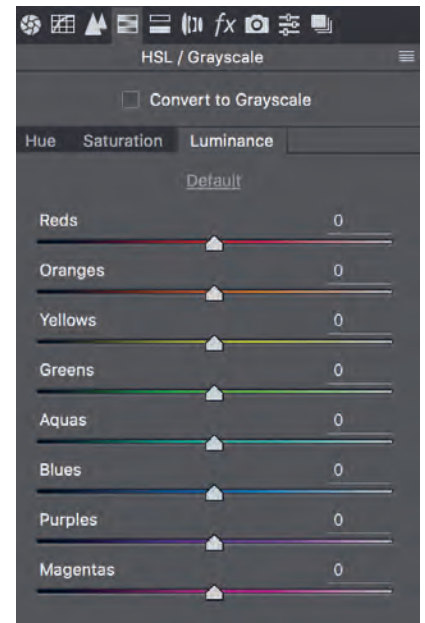 fx
HSL / Grayscale
Convert to Grayscale
Hue Saturation Luminance
Default
Reds 0
Oranges 0
Yellows 0
Greens 0
Aquas 0
Blues 0
Purples 0
Magentas 0